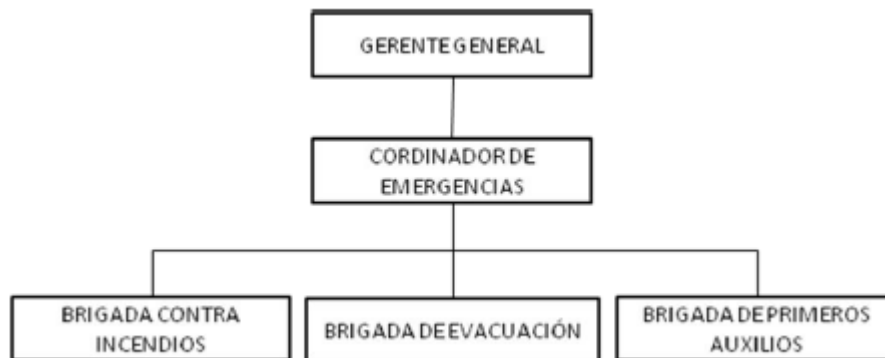 GERENTE GENERAL
CORDINADOR DE
EMERGENCIAS
BRIGADA CONTRA
INCENDIOS
BRIGADA DE EVACUACIÓN
BRIGADA DE PRIMEROS
AUXILIOS